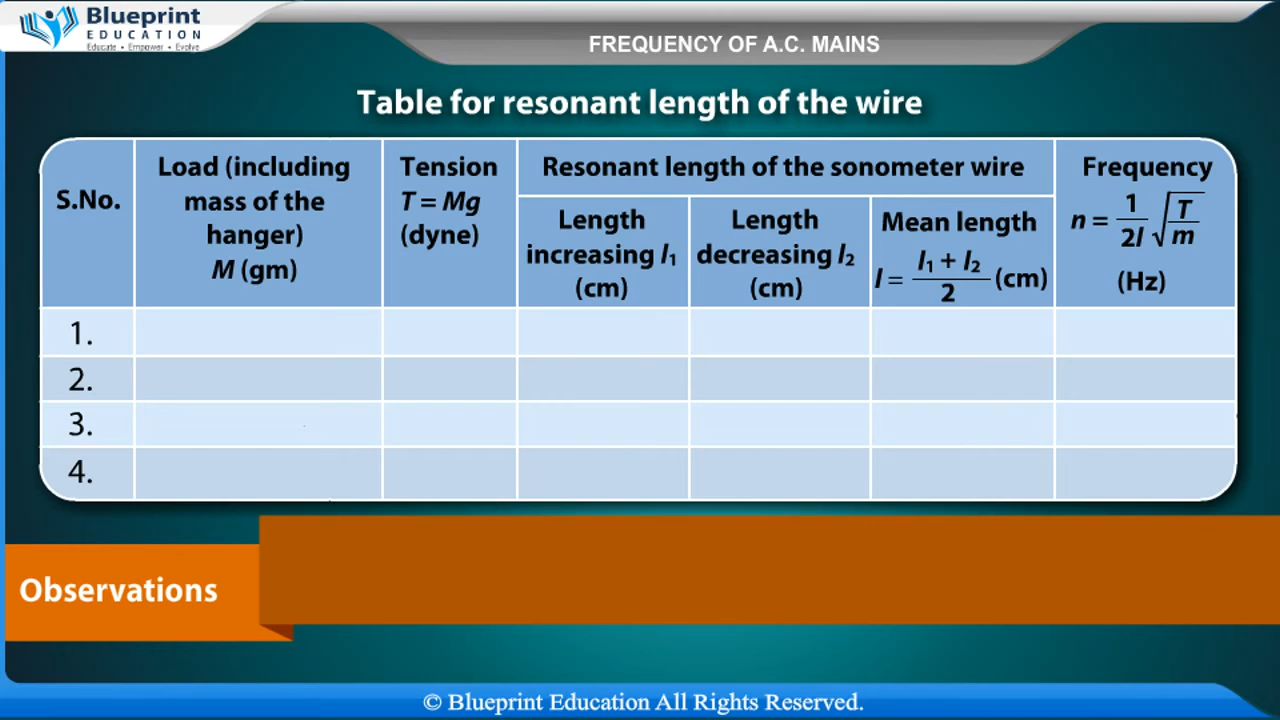 Blueprint
EDUCATION
Educate • Empower • Evolve
FREQUENCY OF A.C. MAINS
Table for resonant length of the wire
S.No.
Load (including
mass of the
hanger)
M (gm)
Tension
T = Mg
(dyne)
Resonant length of the sonometer wire
Length
increasing l₁
(cm)
Length
decreasing l₂
(cm)
Mean length
l = (l₁ + l₂)/2 (cm)
Frequency
n = 1/2l √(T/m)
(Hz)
1.
2.
3.
4.
Observations
© Blueprint Education All Rights Reserved.